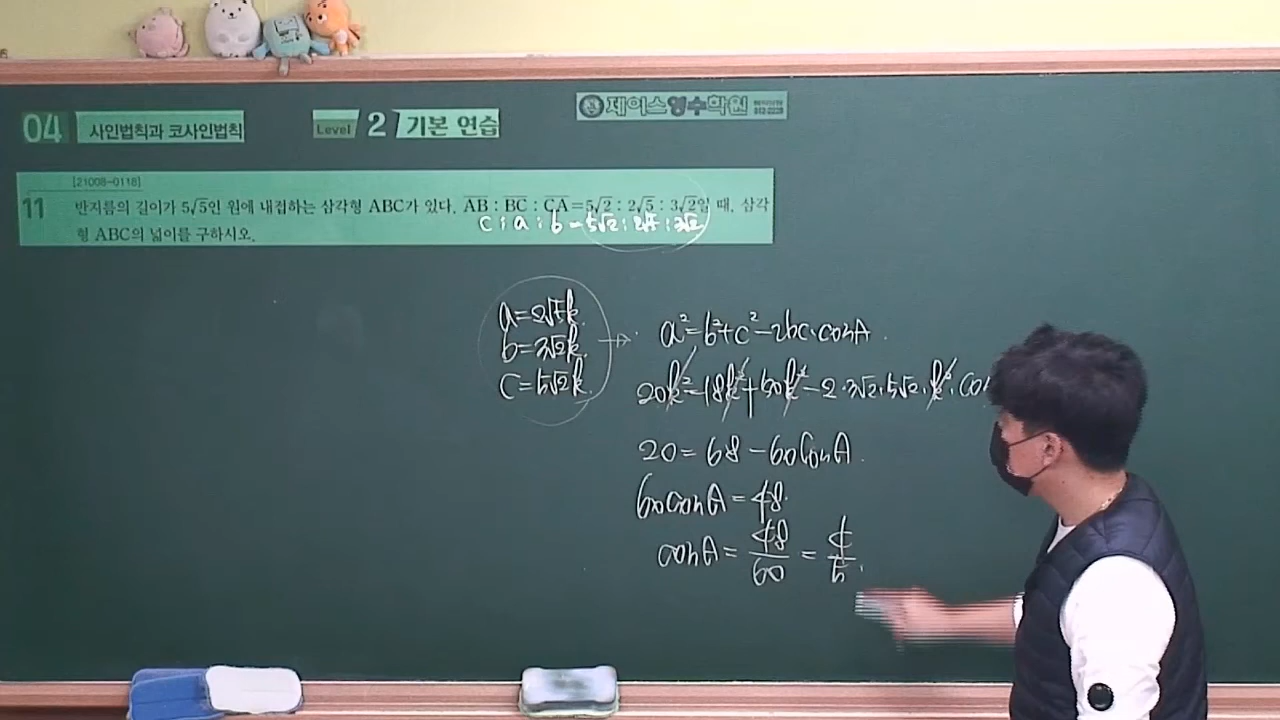 제이스영수학원
04 사인법칙과 코사인법칙 Level 2 기본 연습
[21008-0118]
11 반지름의 길이가 5√5인 원에 내접하는 삼각형 ABC가 있다. AB : BC : CA=5√2 : 2√5 : 3√2일 때, 삼각
c : a : b = 5√2 : 2√5 : 3√2
형 ABC의 넓이를 구하시오.
a=2√5k.
b=3√2k.
c=5√2k.
a²=b²+c²-2bc·cosA.
20k²=18k²+50k²-2·3√2·5√2·k²·co
20=68-60cosA.
60cosA=48.
cosA=48/60=4/5.